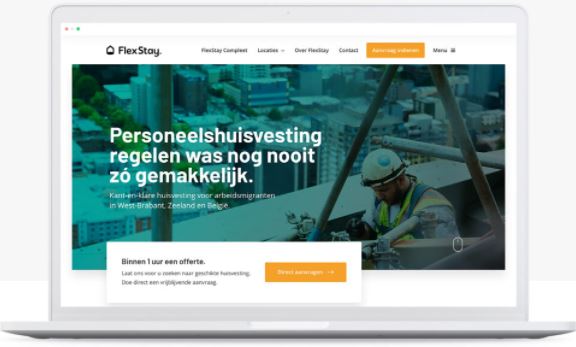 FlexStay.
FlexStay Compleet Locaties Over FlexStay Contact Aanvraag indienen Menu
Personeelshuisvesting
regelen was nog nooit
zó gemakkelijk.
Kant-en-klare huisvesting voor arbeidsmigranten
in West-Brabant, Zeeland en België.
Binnen 1 uur een offerte.
Laat ons voor u zoeken naar geschikte huisvesting.
Doe direct een vrijblijvende aanvraag.
Direct aanvragen